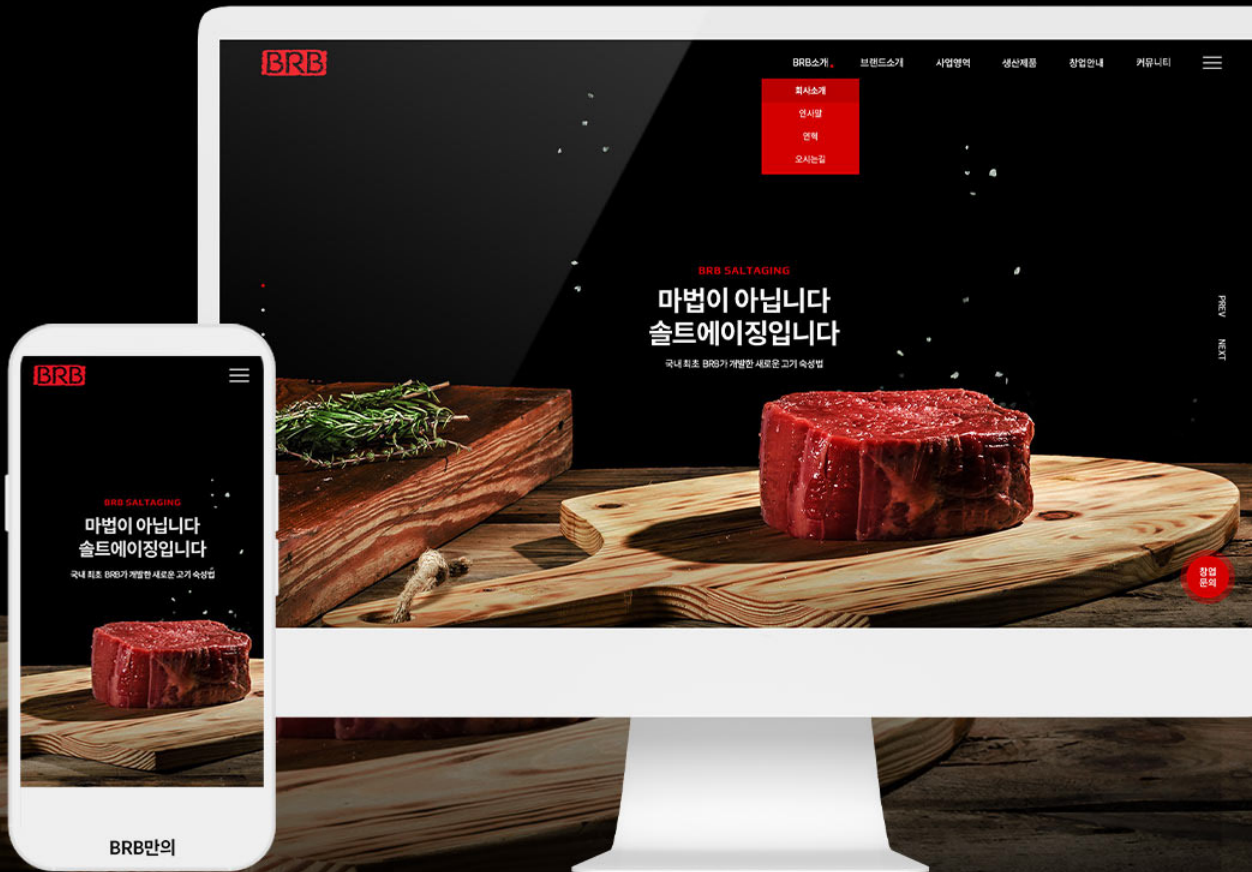 BRB
BRB소개
브랜드소개
사업영역
생산제품
창업안내
커뮤니티
회사소개
인사말
연혁
오시는길
BRB SALTAGING
마법이 아닙니다
솔트에이징입니다
국내 최초 BRB가 개발한 새로운 고기 숙성법
PREV
NEXT
창업
문의
BRB
BRB SALTAGING
마법이 아닙니다
솔트에이징입니다
국내 최초 BRB가 개발한 새로운 고기 숙성법
BRB만의